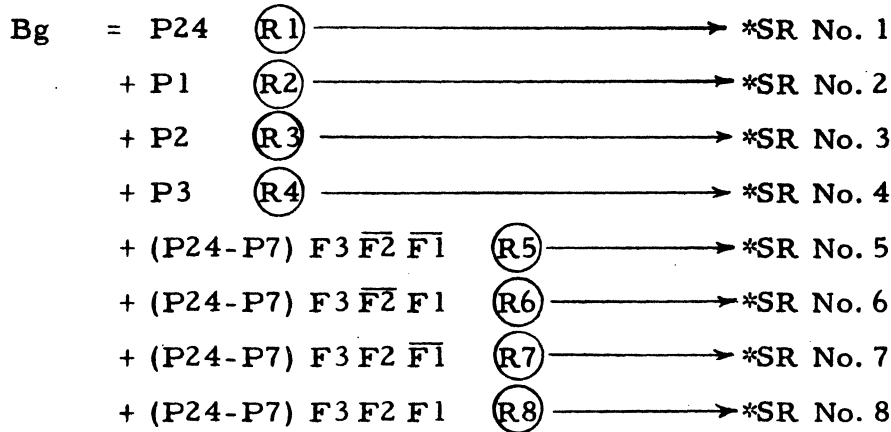 Bg = P24 R1 → *SR No. 1
+ P1 R2 → *SR No. 2
+ P2 R3 → *SR No. 3
+ P3 R4 → *SR No. 4
+ (P24-P7) F3 F̅2̅ F̅1̅ R5 → *SR No. 5
+ (P24-P7) F3 F̅2̅ F1 R6 → *SR No. 6
+ (P24-P7) F3 F2 F̅1̅ R7 → *SR No. 7
+ (P24-P7) F3 F2 F1 R8 → *SR No. 8